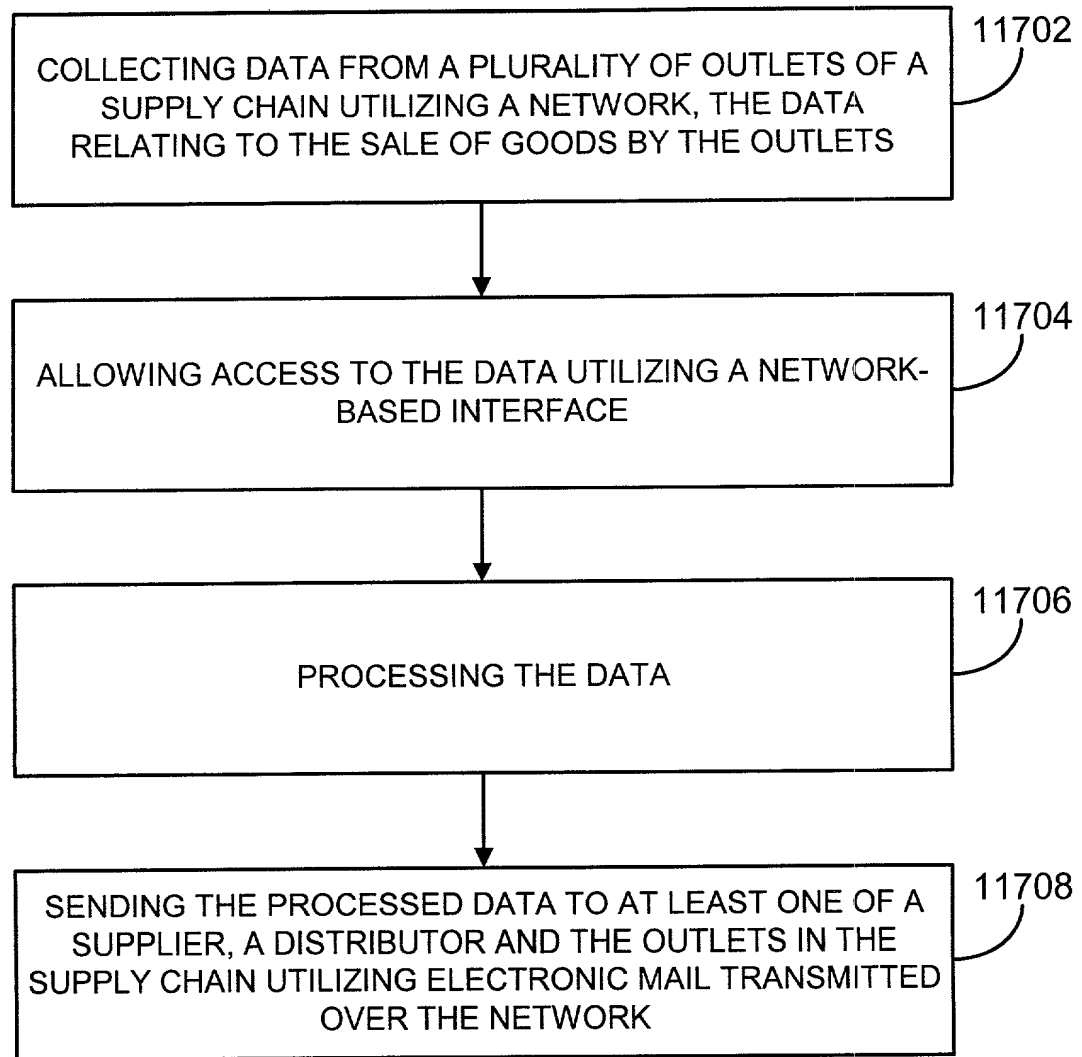 11702
COLLECTING DATA FROM A PLURALITY OF OUTLETS OF A
SUPPLY CHAIN UTILIZING A NETWORK, THE DATA
RELATING TO THE SALE OF GOODS BY THE OUTLETS
11704
ALLOWING ACCESS TO THE DATA UTILIZING A NETWORK-
BASED INTERFACE
11706
PROCESSING THE DATA
11708
SENDING THE PROCESSED DATA TO AT LEAST ONE OF A
SUPPLIER, A DISTRIBUTOR AND THE OUTLETS IN THE
SUPPLY CHAIN UTILIZING ELECTRONIC MAIL TRANSMITTED
OVER THE NETWORK